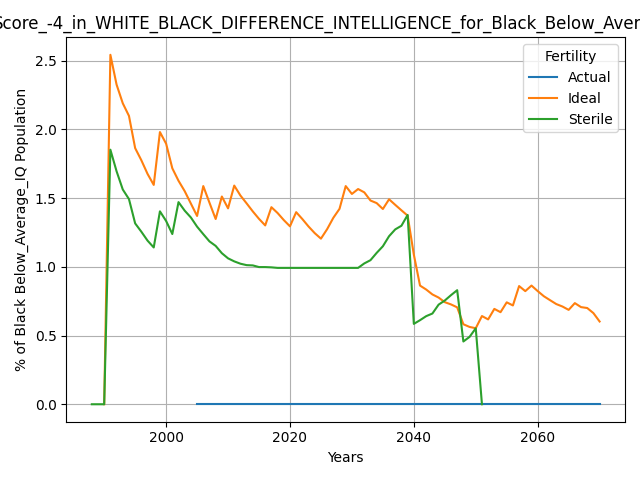 Score_-4_in_WHITE_BLACK_DIFFERENCE_INTELLIGENCE_for_Black_Below_Aver
Fertility
Actual
Ideal
Sterile
% of Black Below_Average_IQ Population
2.5
2.0
1.5
1.0
0.5
0.0
2000
2020
2040
2060
Years